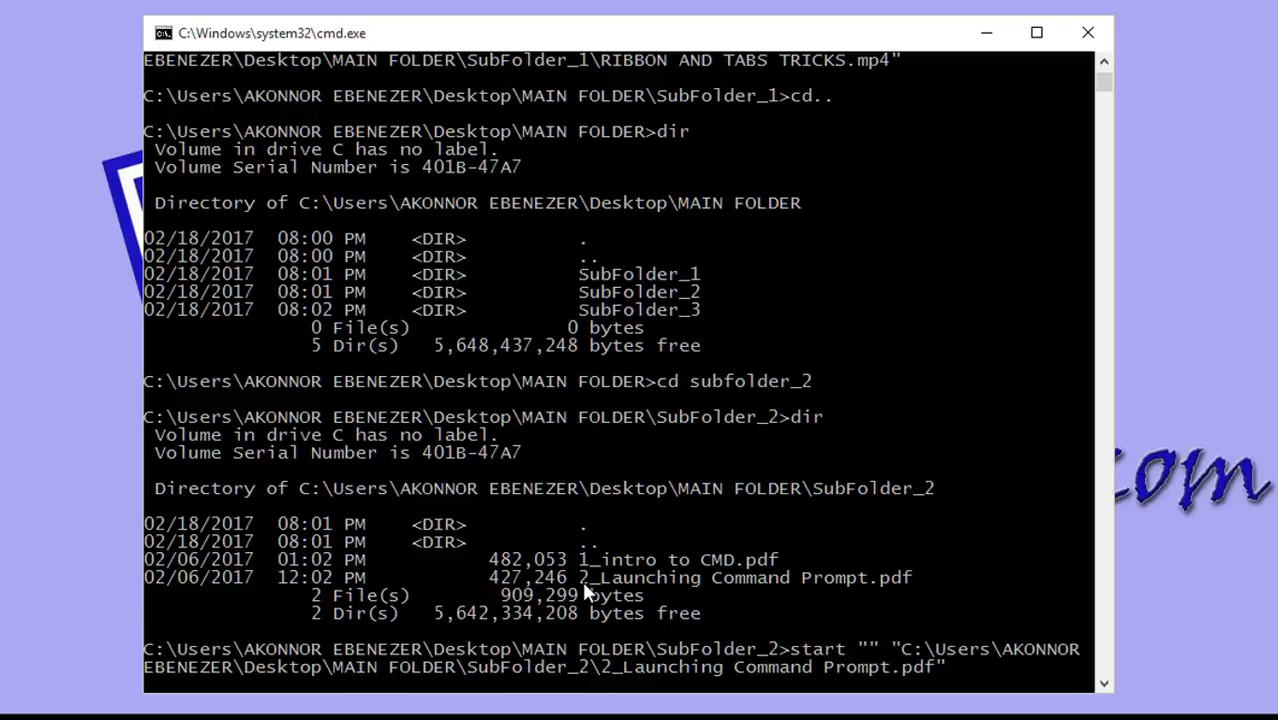 C:\Windows\system32\cmd.exe
EBENEZER\Desktop\MAIN FOLDER\SubFolder_1\RIBBON AND TABS TRICKS.mp4"
C:\Users\AKONNOR EBENEZER\Desktop\MAIN FOLDER\SubFolder_1>cd..
C:\Users\AKONNOR EBENEZER\Desktop\MAIN FOLDER>dir
Volume in drive C has no label.
Volume Serial Number is 401B-47A7
Directory of C:\Users\AKONNOR EBENEZER\Desktop\MAIN FOLDER
02/18/2017 08:00 PM <DIR> .
02/18/2017 08:00 PM <DIR> ..
02/18/2017 08:01 PM <DIR> SubFolder_1
02/18/2017 08:01 PM <DIR> SubFolder_2
02/18/2017 08:02 PM <DIR> SubFolder_3
0 File(s) 0 bytes
5 Dir(s) 5,648,437,248 bytes free
C:\Users\AKONNOR EBENEZER\Desktop\MAIN FOLDER>cd subfolder_2
C:\Users\AKONNOR EBENEZER\Desktop\MAIN FOLDER\SubFolder_2>dir
Volume in drive C has no label.
Volume Serial Number is 401B-47A7
Directory of C:\Users\AKONNOR EBENEZER\Desktop\MAIN FOLDER\SubFolder_2
02/18/2017 08:01 PM <DIR> .
02/18/2017 08:01 PM <DIR> ..
02/06/2017 01:02 PM 482,053 1_intro to CMD.pdf
02/06/2017 12:02 PM 427,246 2_Launching Command Prompt.pdf
2 File(s) 909,299 bytes
2 Dir(s) 5,642,334,208 bytes free
C:\Users\AKONNOR EBENEZER\Desktop\MAIN FOLDER\SubFolder_2>start "" "C:\Users\AKONNOR
EBENEZER\Desktop\MAIN FOLDER\SubFolder_2\2_Launching Command Prompt.pdf"
.com